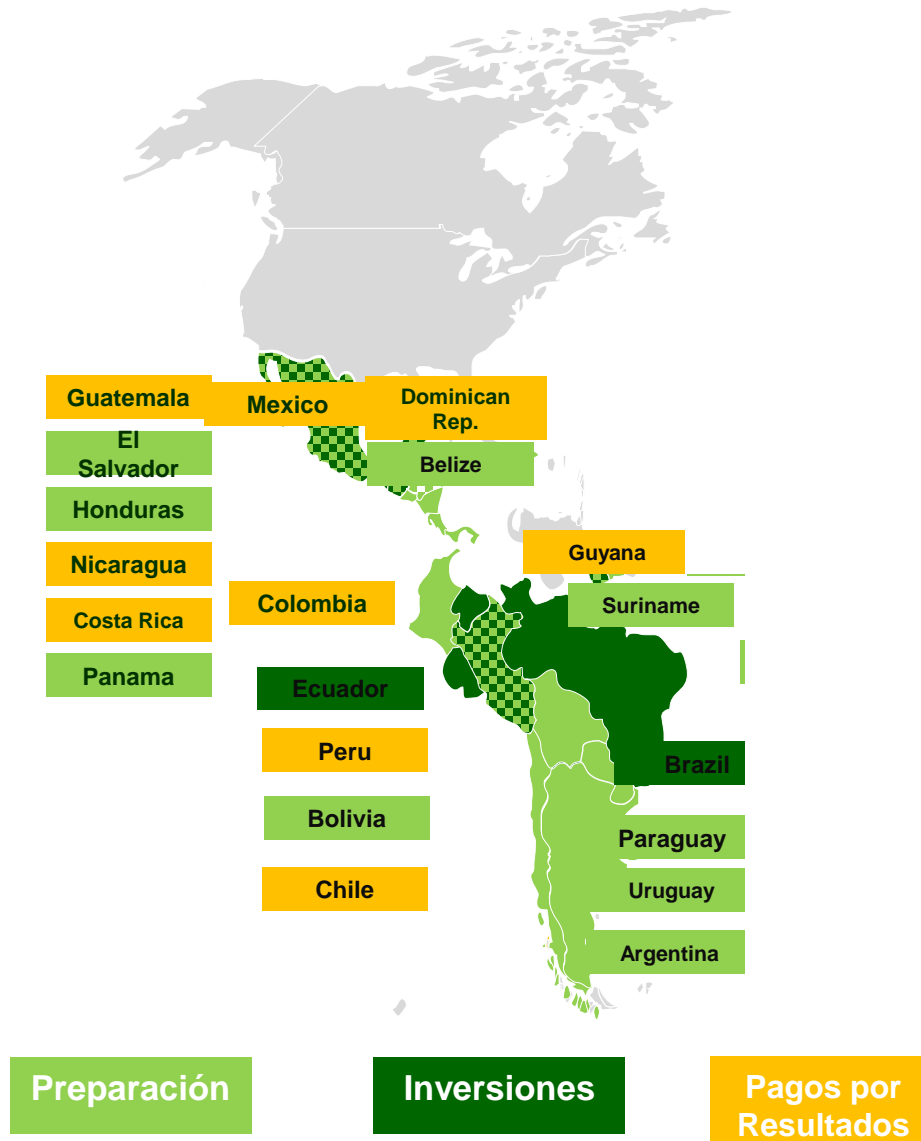 Guatemala
Mexico
Dominican
Rep.
El
Salvador
Belize
Honduras
Nicaragua
Guyana
Costa Rica
Colombia
Suriname
Panama
Ecuador
Peru
Brazil
Bolivia
Paraguay
Chile
Uruguay
Argentina
Preparación
Inversiones
Pagos por
Resultados